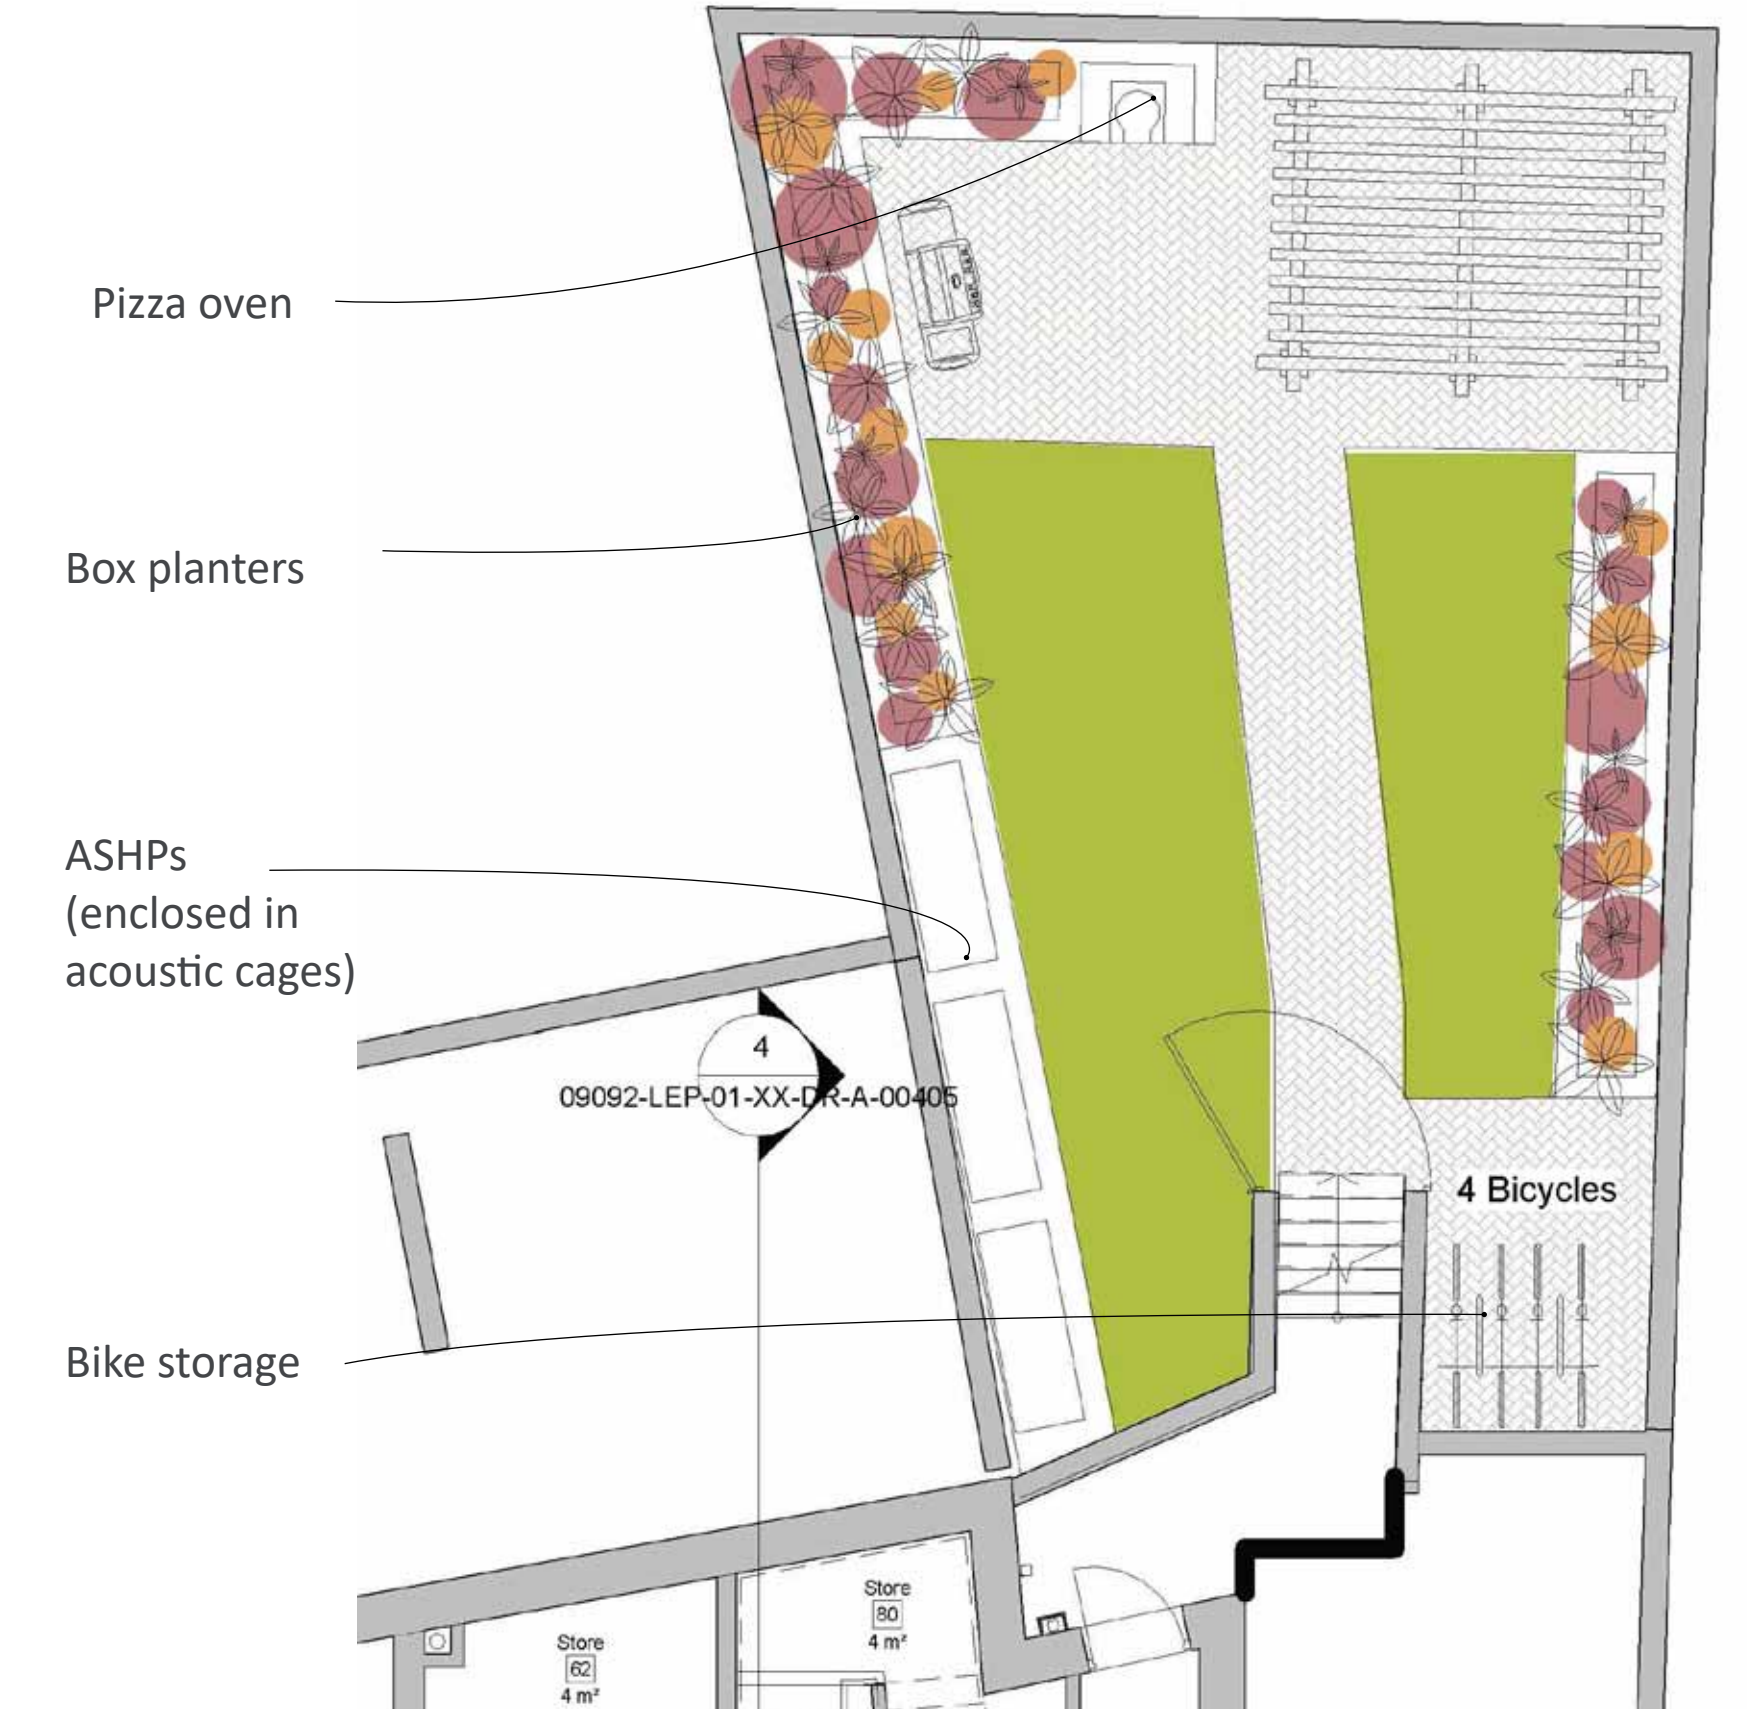 Pizza oven
Box planters
ASHPs
(enclosed in
acoustic cages)
4
09092-LEP-01-XX-DR-A-00405
4 Bicycles
Bike storage
Store
80
4 m²
Store
62
4 m²